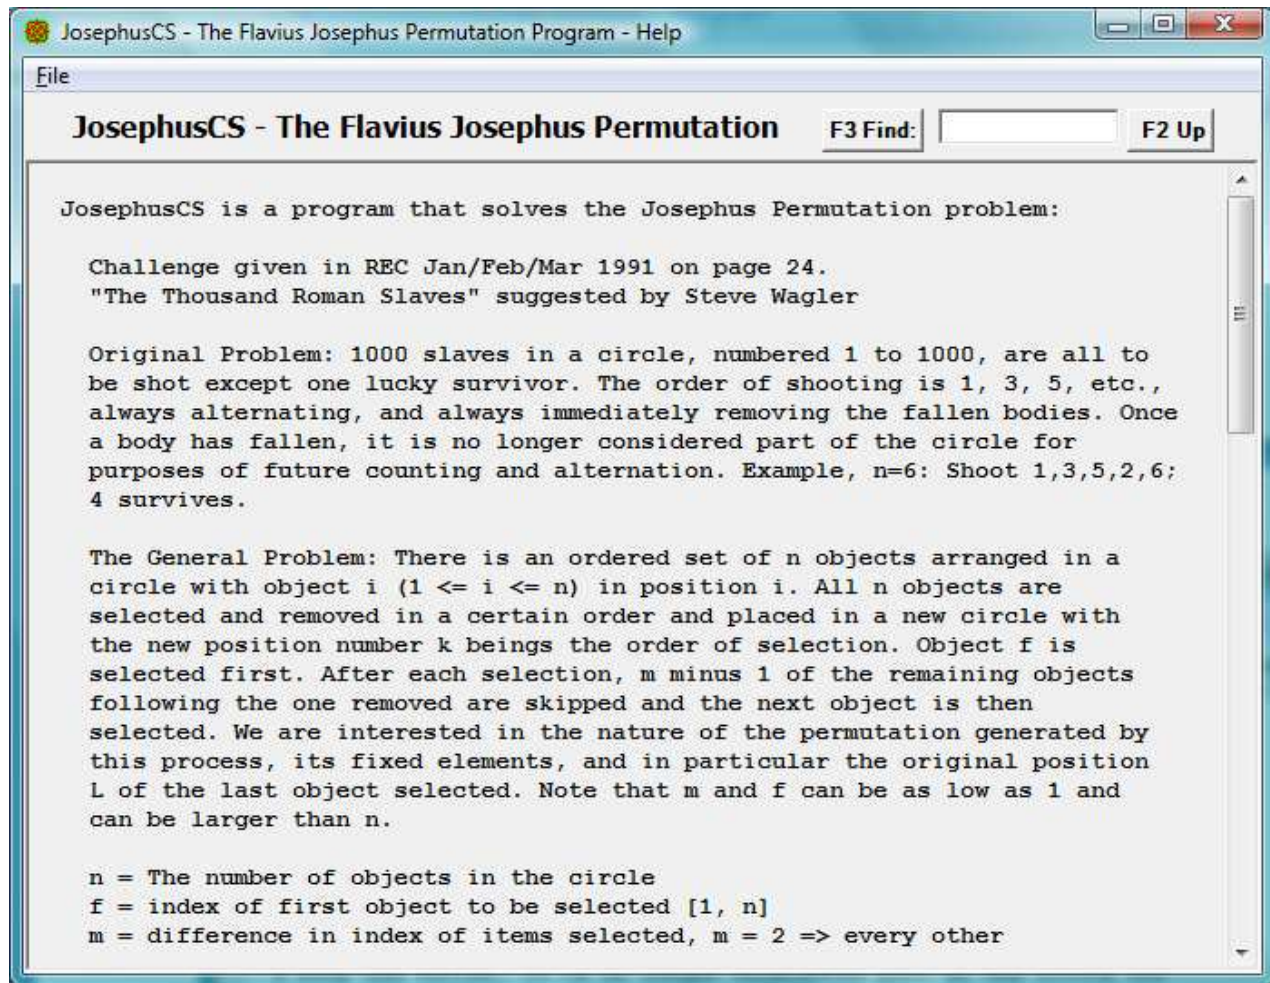 JosephusCS - The Flavius Josephus Permutation Program - Help
File
JosephusCS - The Flavius Josephus Permutation F3 Find: F2 Up
JosephusCS is a program that solves the Josephus Permutation problem:
Challenge given in REC Jan/Feb/Mar 1991 on page 24.
"The Thousand Roman Slaves" suggested by Steve Wagler
Original Problem: 1000 slaves in a circle, numbered 1 to 1000, are all to
be shot except one lucky survivor. The order of shooting is 1, 3, 5, etc.,
always alternating, and always immediately removing the fallen bodies. Once
a body has fallen, it is no longer considered part of the circle for
purposes of future counting and alternation. Example, n=6: Shoot 1,3,5,2,6;
4 survives.
The General Problem: There is an ordered set of n objects arranged in a
circle with object i (1 <= i <= n) in position i. All n objects are
selected and removed in a certain order and placed in a new circle with
the new position number k beings the order of selection. Object f is
selected first. After each selection, m minus 1 of the remaining objects
following the one removed are skipped and the next object is then
selected. We are interested in the nature of the permutation generated by
this process, its fixed elements, and in particular the original position
L of the last object selected. Note that m and f can be as low as 1 and
can be larger than n.
n = The number of objects in the circle
f = index of first object to be selected [1, n]
m = difference in index of items selected, m = 2 => every other